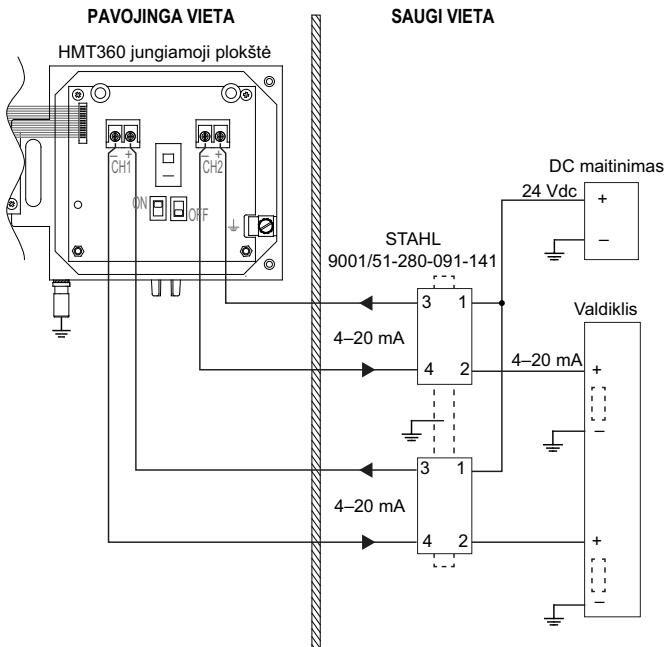 PAVOJINGA VIETA
SAUGI VIETA
HMT360 jungiamoji plokštė
– +
CH1
– +
CH2
ON
OFF
DC maitinimas
24 Vdc
+
–
STAHL
9001/51-280-091-141
Valdiklis
3 1
4–20 mA
4 2
4–20 mA
+
–
3 1
4–20 mA
4 2
+
–